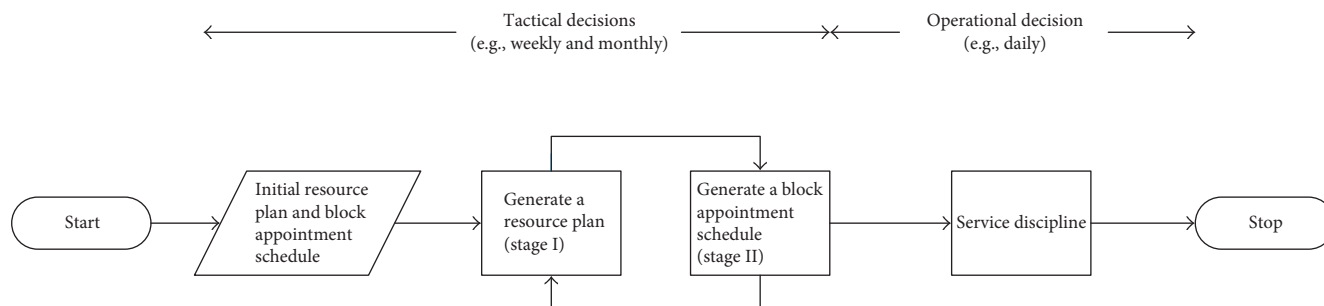 Tactical decisions
(e.g., weekly and monthly)
Operational decision
(e.g., daily)
Start
Initial resource
plan and block
appointment
schedule
Generate a
resource plan
(stage I)
Generate a block
appointment
schedule
(stage II)
Service discipline
Stop